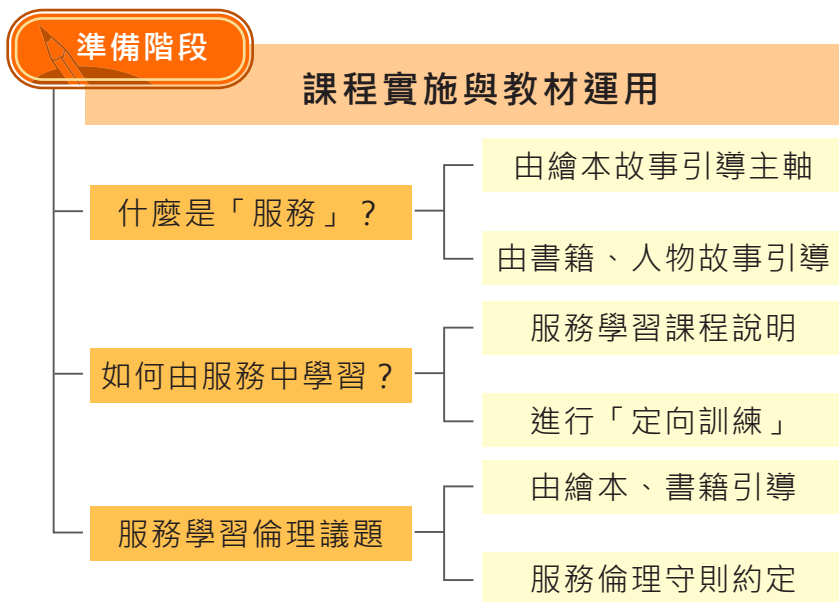 準備階段
課程實施與教材運用
什麼是「服務」？
由繪本故事引導主軸
由書籍、人物故事引導
如何由服務中學習？
服務學習課程說明
進行「定向訓練」
服務學習倫理議題
由繪本、書籍引導
服務倫理守則約定